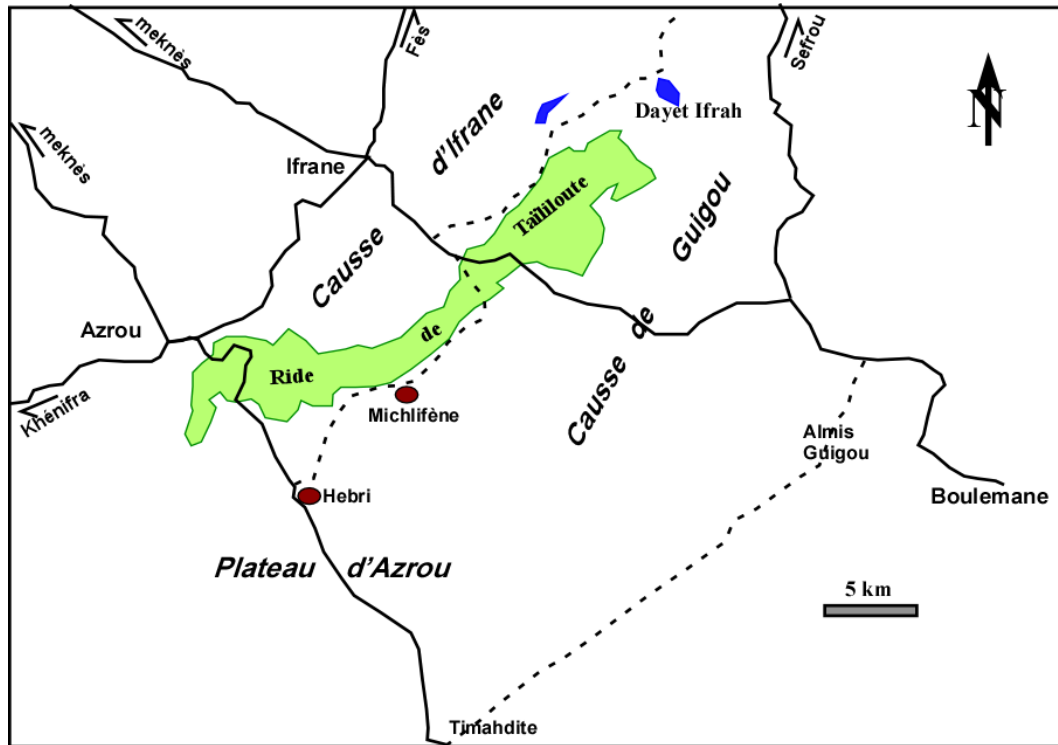 meknès
Fès
Sefrou
N
meknès
Ifrane
d'Ifrane
Dayet Ifrah
Causse
Taïliloute
Guigou
Azrou
Khénifra
Ride
de
de
Michlifène
Causse
Almis
Guigou
Hebri
Boulemane
Plateau d'Azrou
5 km
Timahdite